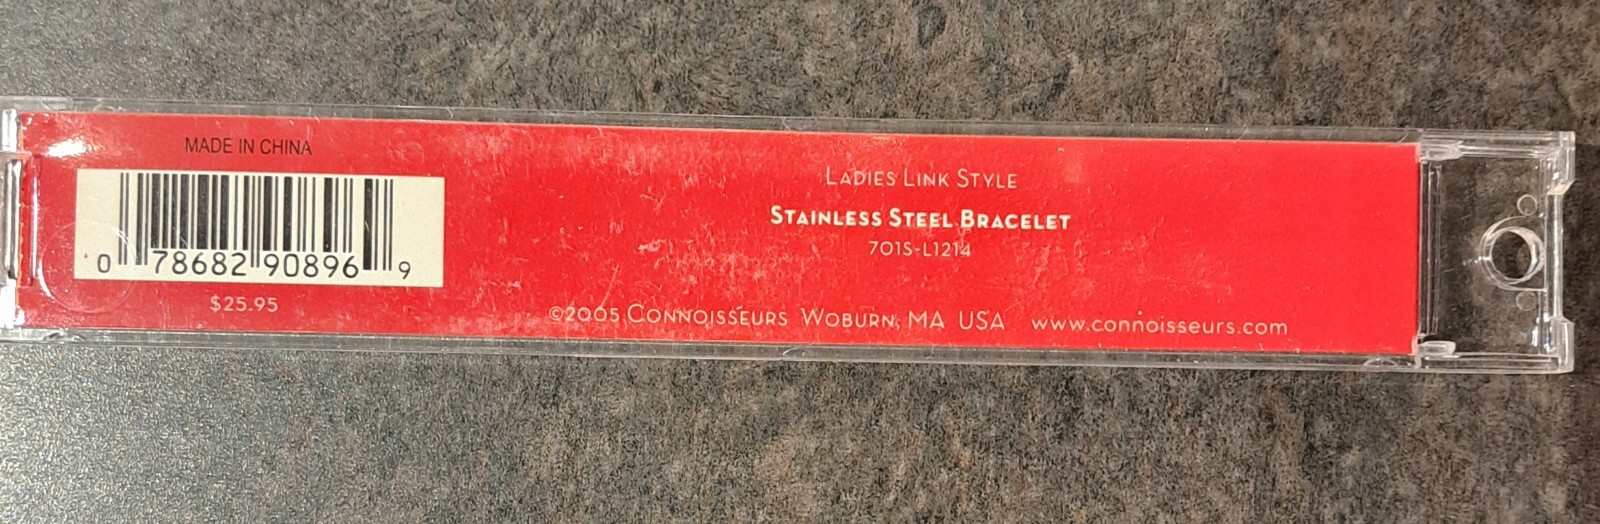 MADE IN CHINA
0 78682 90896 9
$25.95
LADIES LINK STYLE
STAINLESS STEEL BRACELET
701S-L1214
©2005 CONNOISSEURS WOBURN, MA USA www.connoisseurs.com